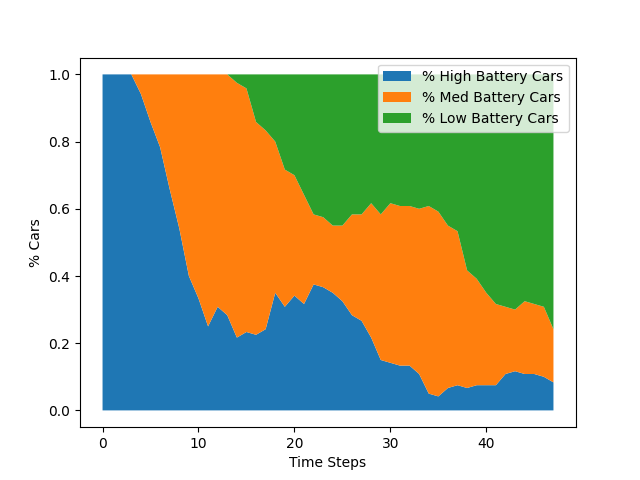 % High Battery Cars
% Med Battery Cars
% Low Battery Cars
1.0
0.8
0.6
0.4
0.2
0.0
% Cars
0 10 20 30 40
Time Steps